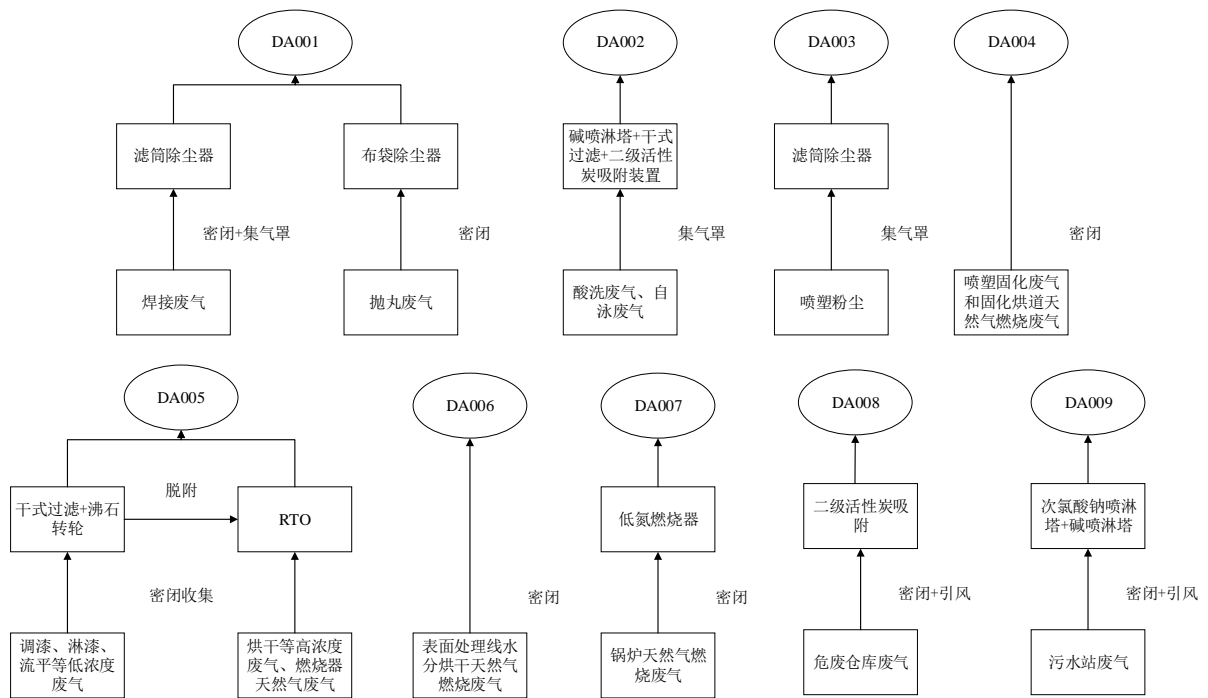 DA001
DA002
DA003
DA004
滤筒除尘器
布袋除尘器
碱喷淋塔+干式
过滤+二级活性
炭吸附装置
滤筒除尘器
密闭+集气罩
密闭
集气罩
集气罩
密闭
焊接废气
抛丸废气
酸洗废气、自
泳废气
喷塑粉尘
喷塑固化废气
和固化烘道天
然气燃烧废气
DA005
DA006
DA007
DA008
DA009
干式过滤+沸石
转轮
脱附
RTO
低氮燃烧器
二级活性炭吸
附
次氯酸钠喷淋
塔+碱喷淋塔
密闭收集
密闭
密闭
密闭+引风
密闭+引风
调漆、淋漆、
流平等低浓度
废气
烘干等高浓度
废气、燃烧器
天然气废气
表面处理线水
分烘干天然气
燃烧废气
锅炉天然气燃
烧废气
危废仓库废气
污水站废气